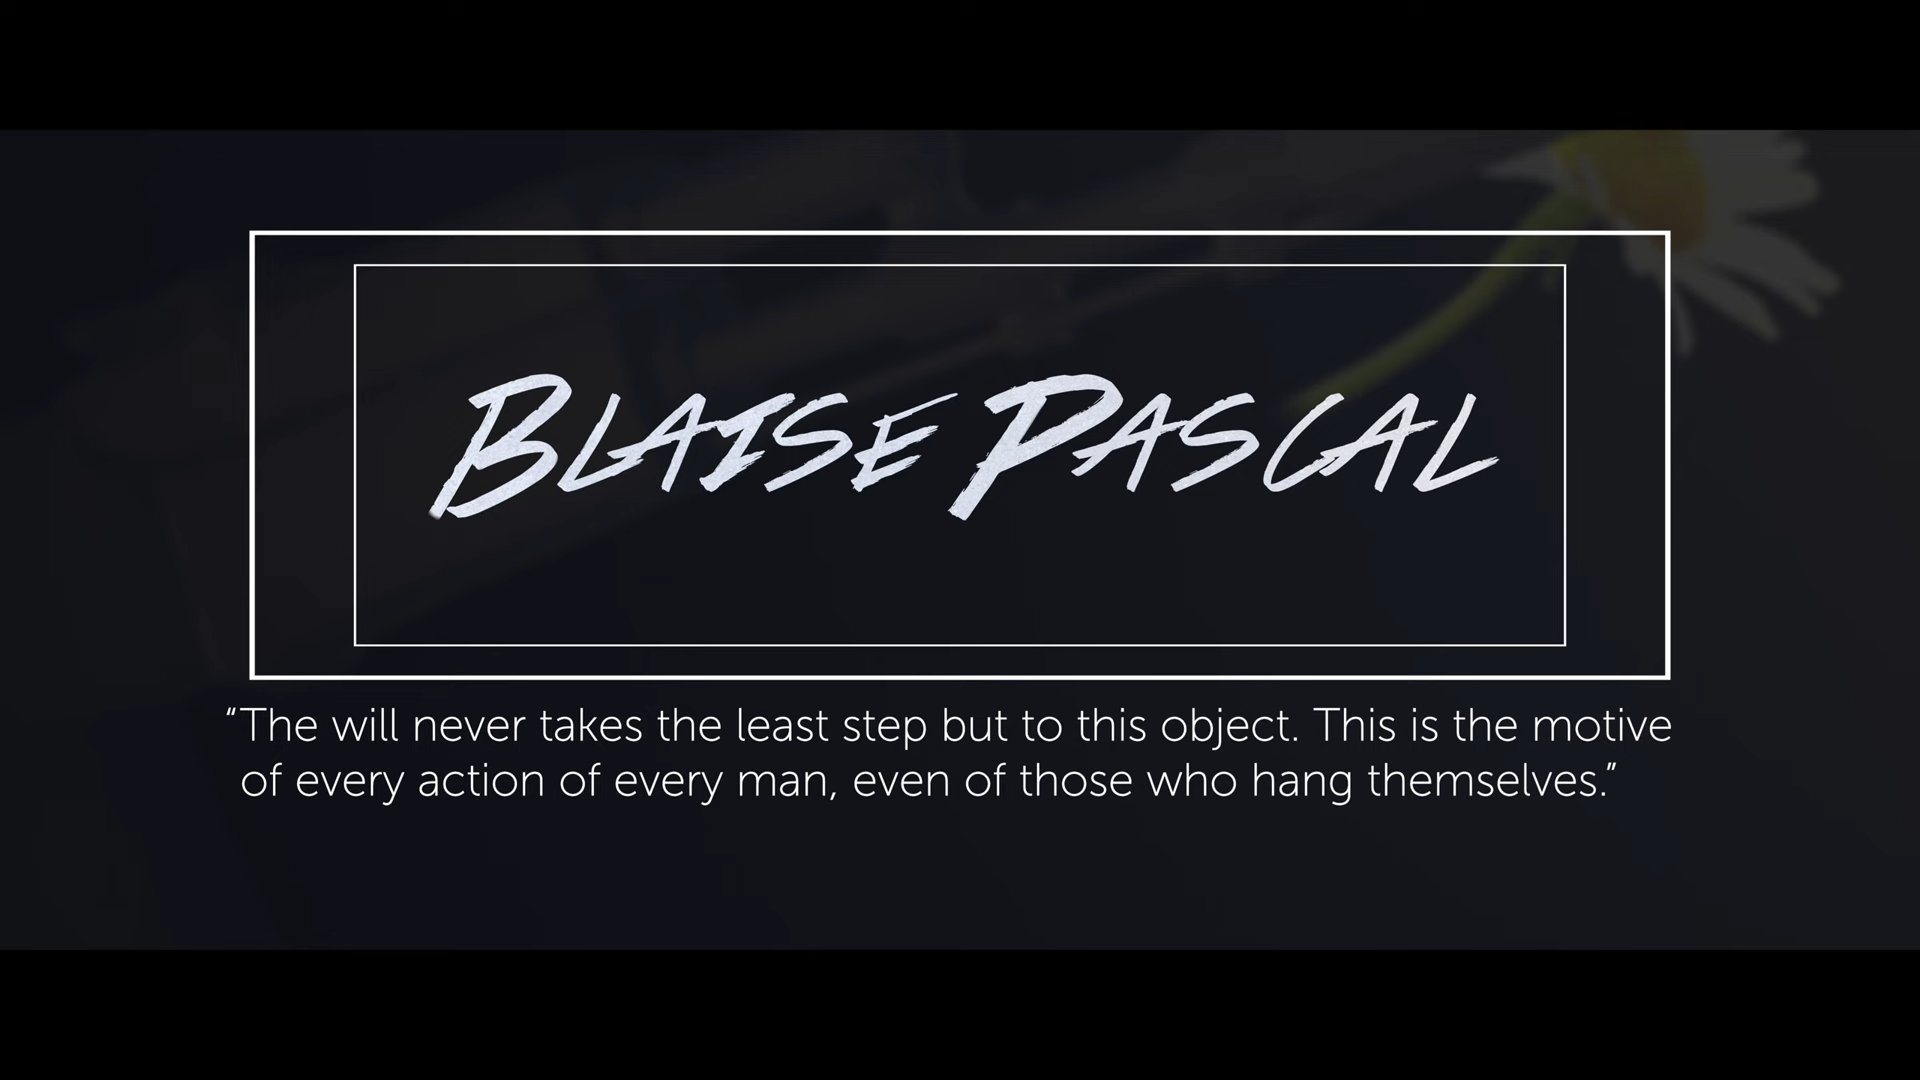 BLAISE PASCAL
“The will never takes the least step but to this object. This is the motive
of every action of every man, even of those who hang themselves.”